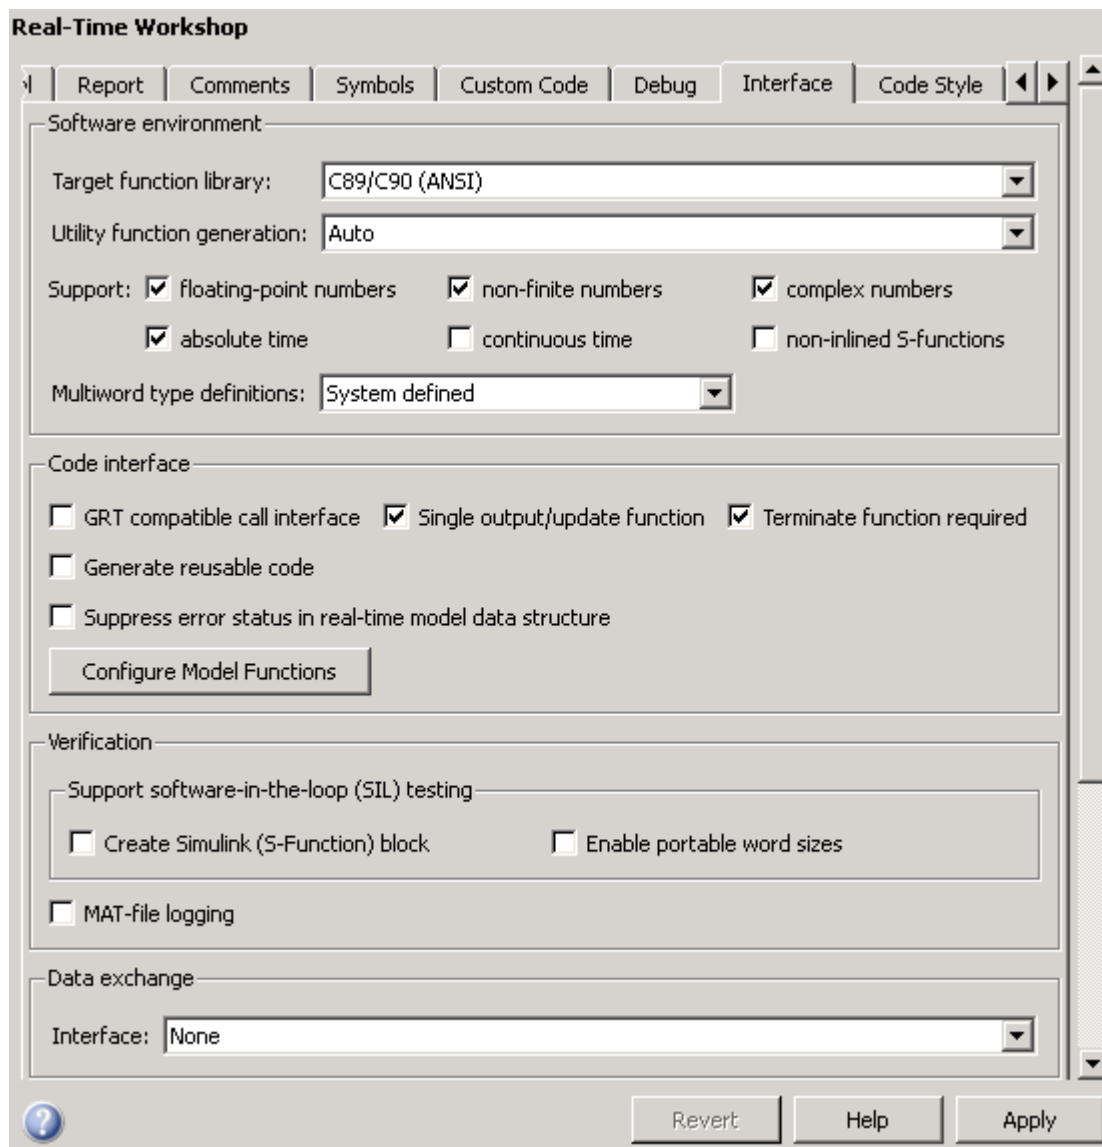 Real-Time Workshop
Report Comments Symbols Custom Code Debug Interface Code Style
Software environment
Target function library: C89/C90 (ANSI)
Utility function generation: Auto
Support: floating-point numbers non-finite numbers complex numbers
absolute time continuous time non-inlined S-functions
Multiword type definitions: System defined
Code interface
GRT compatible call interface Single output/update function Terminate function required
Generate reusable code
Suppress error status in real-time model data structure
Configure Model Functions
Verification
Support software-in-the-loop (SIL) testing
Create Simulink (S-Function) block Enable portable word sizes
MAT-file logging
Data exchange
Interface: None
Revert Help Apply